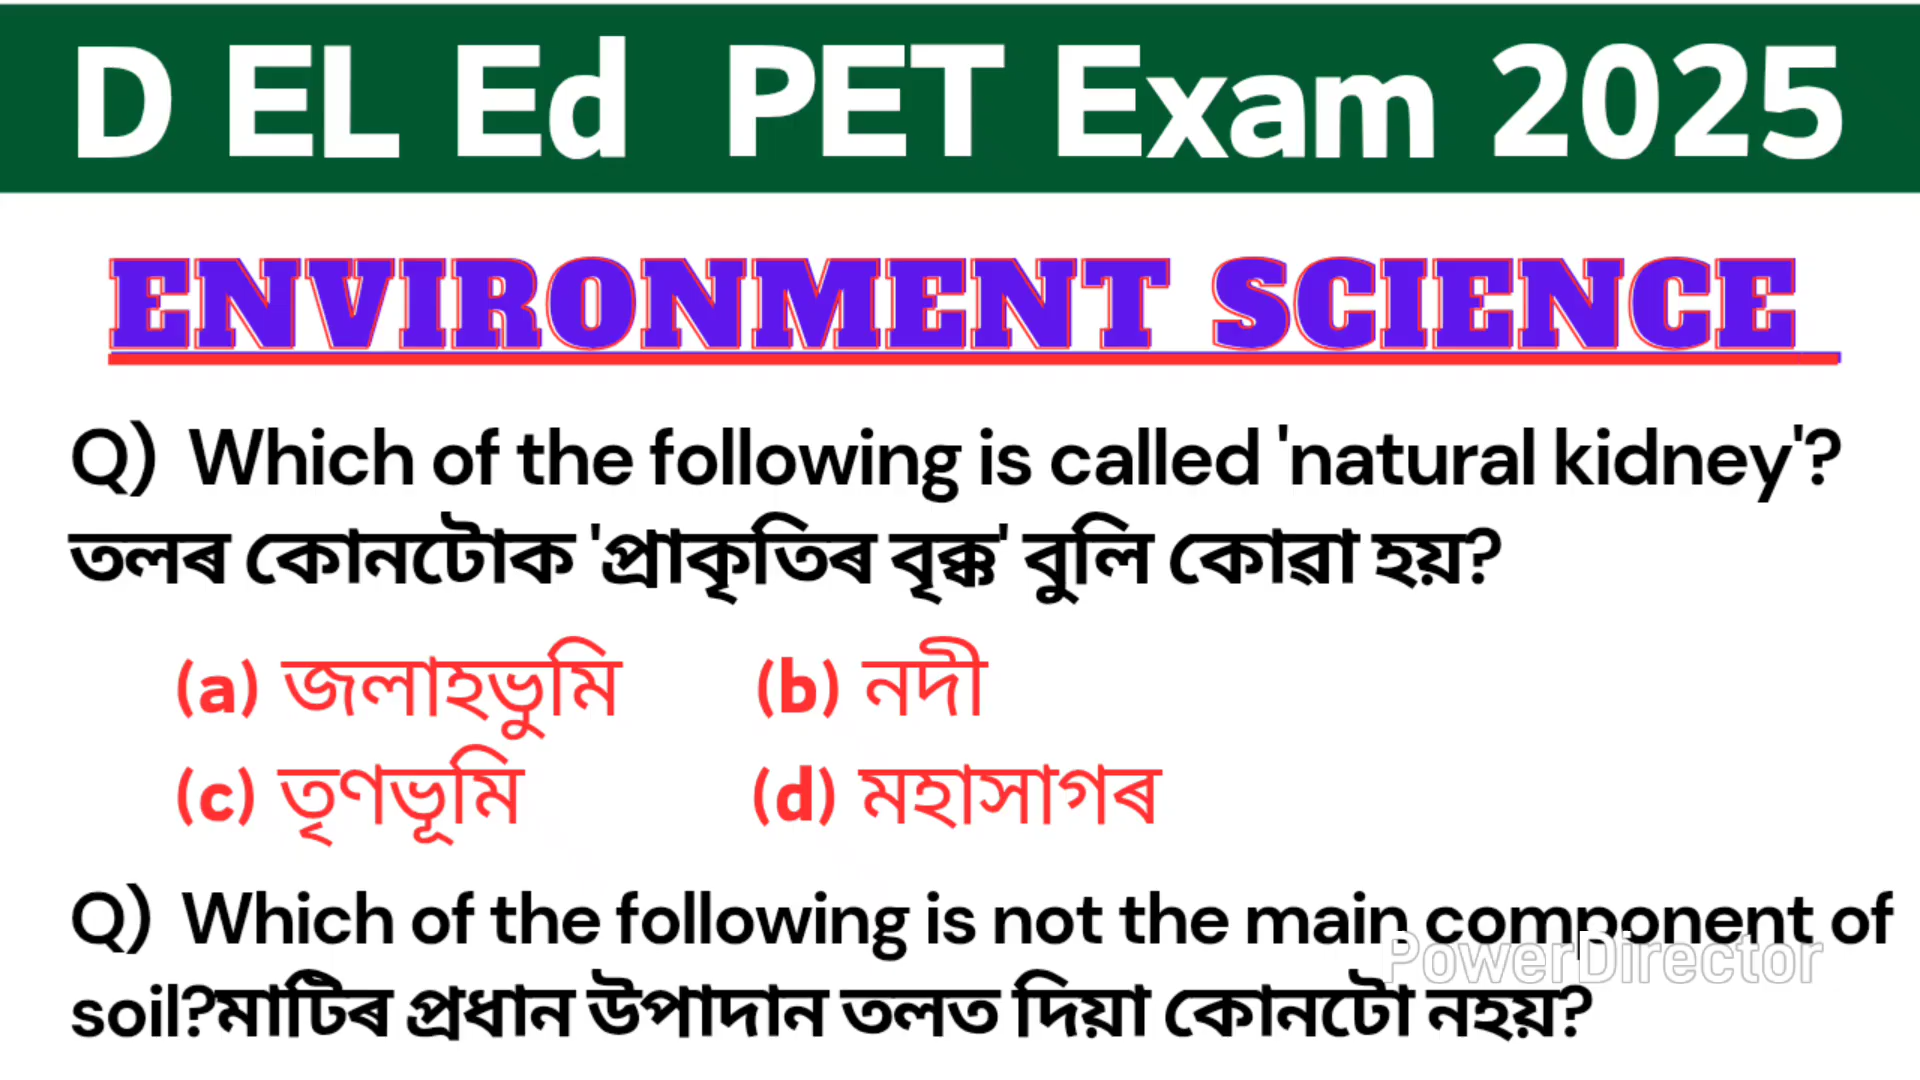 D EL Ed PET Exam 2025
ENVIRONMENT SCIENCE
Q) Which of the following is called 'natural kidney'?
তলৰ কোনটোক 'প্ৰাকৃতিৰ বৃক্ক' বুলি কোৱা হয়?
(a) জলাহভুমি (b) নদী
(c) তৃণভূমি (d) মহাসাগৰ
Q) Which of the following is not the main component of
PowerDirector
soil?মাটিৰ প্ৰধান উপাদান তলত দিয়া কোনটো নহয়?